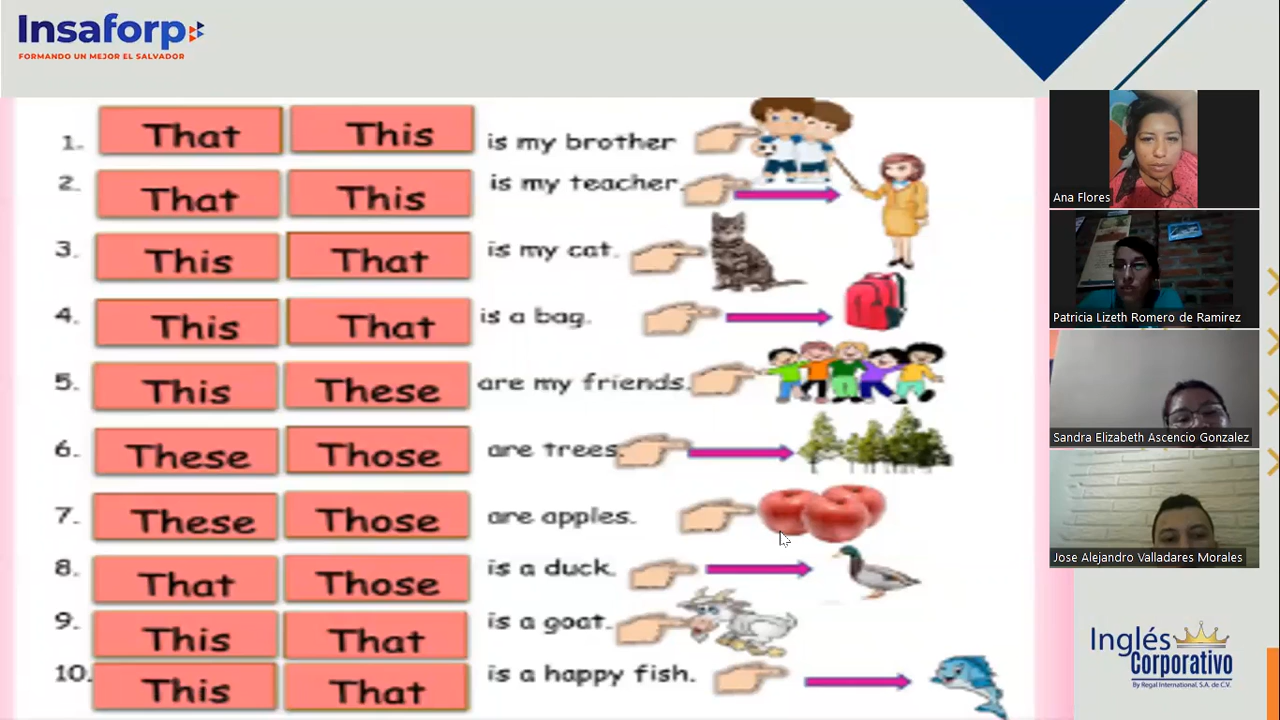 Insaforp
FORMANDO UN MEJOR EL SALVADOR
1. That This is my brother
2. That This is my teacher.
3. This That is my cat.
4. This That is a bag.
5. This These are my friends.
6. These Those are trees.
7. These Those are apples.
8. That Those is a duck.
9. This That is a goat.
10. This That is a happy fish.
Ana Flores
Patricia Lizeth Romero de Ramirez
Sandra Elizabeth Ascencio Gonzalez
Jose Alejandro Valladares Morales
Inglés
Corporativo
By Regal International, S.A. de C.V.